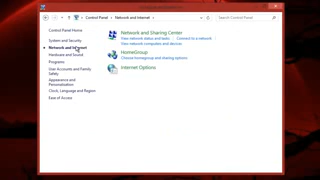 Control Panel ▸ Network and Internet ▸
Search Control Panel
Control Panel Home
System and Security
Network and Internet
Hardware and Sound
Programs
User Accounts and Family
Safety
Appearance and
Personalization
Clock, Language, and Region
Ease of Access
Network and Sharing Center
View network status and tasks
Connect to a network
View network computers and devices
HomeGroup
Choose homegroup and sharing options
Internet Options